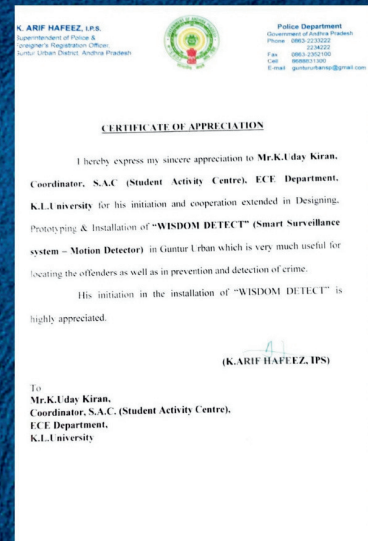 K. ARIF HAFEEZ, I.P.S.
Superintendent of Police &
Foreigner's Registration Officer,
Guntur Urban District, Andhra Pradesh
Police Department
Government of Andhra Pradesh
Phone 0863-2233222
2234222
Fax 0863-2352100
Cell
E-mail
CERTIFICATE OF APPRECIATION
I hereby express my sincere appreciation to Mr.K.Uday Kiran,
Coordinator, S.A.C (Student Activity Centre), ECE Department,
K.L.University for his initiation and cooperation extended in Designing,
Prototyping & Installation of “WISDOM DETECT” (Smart Surveillance
system – Motion Detector) in Guntur Urban which is very much useful for
locating the offenders as well as in prevention and detection of crime.
His initiation in the installation of “WISDOM DETECT” is
highly appreciated.
(K.ARIF HAFEEZ, IPS)
To
Mr.K.Uday Kiran,
Coordinator, S.A.C. (Student Activity Centre),
ECE Department,
K.L.University